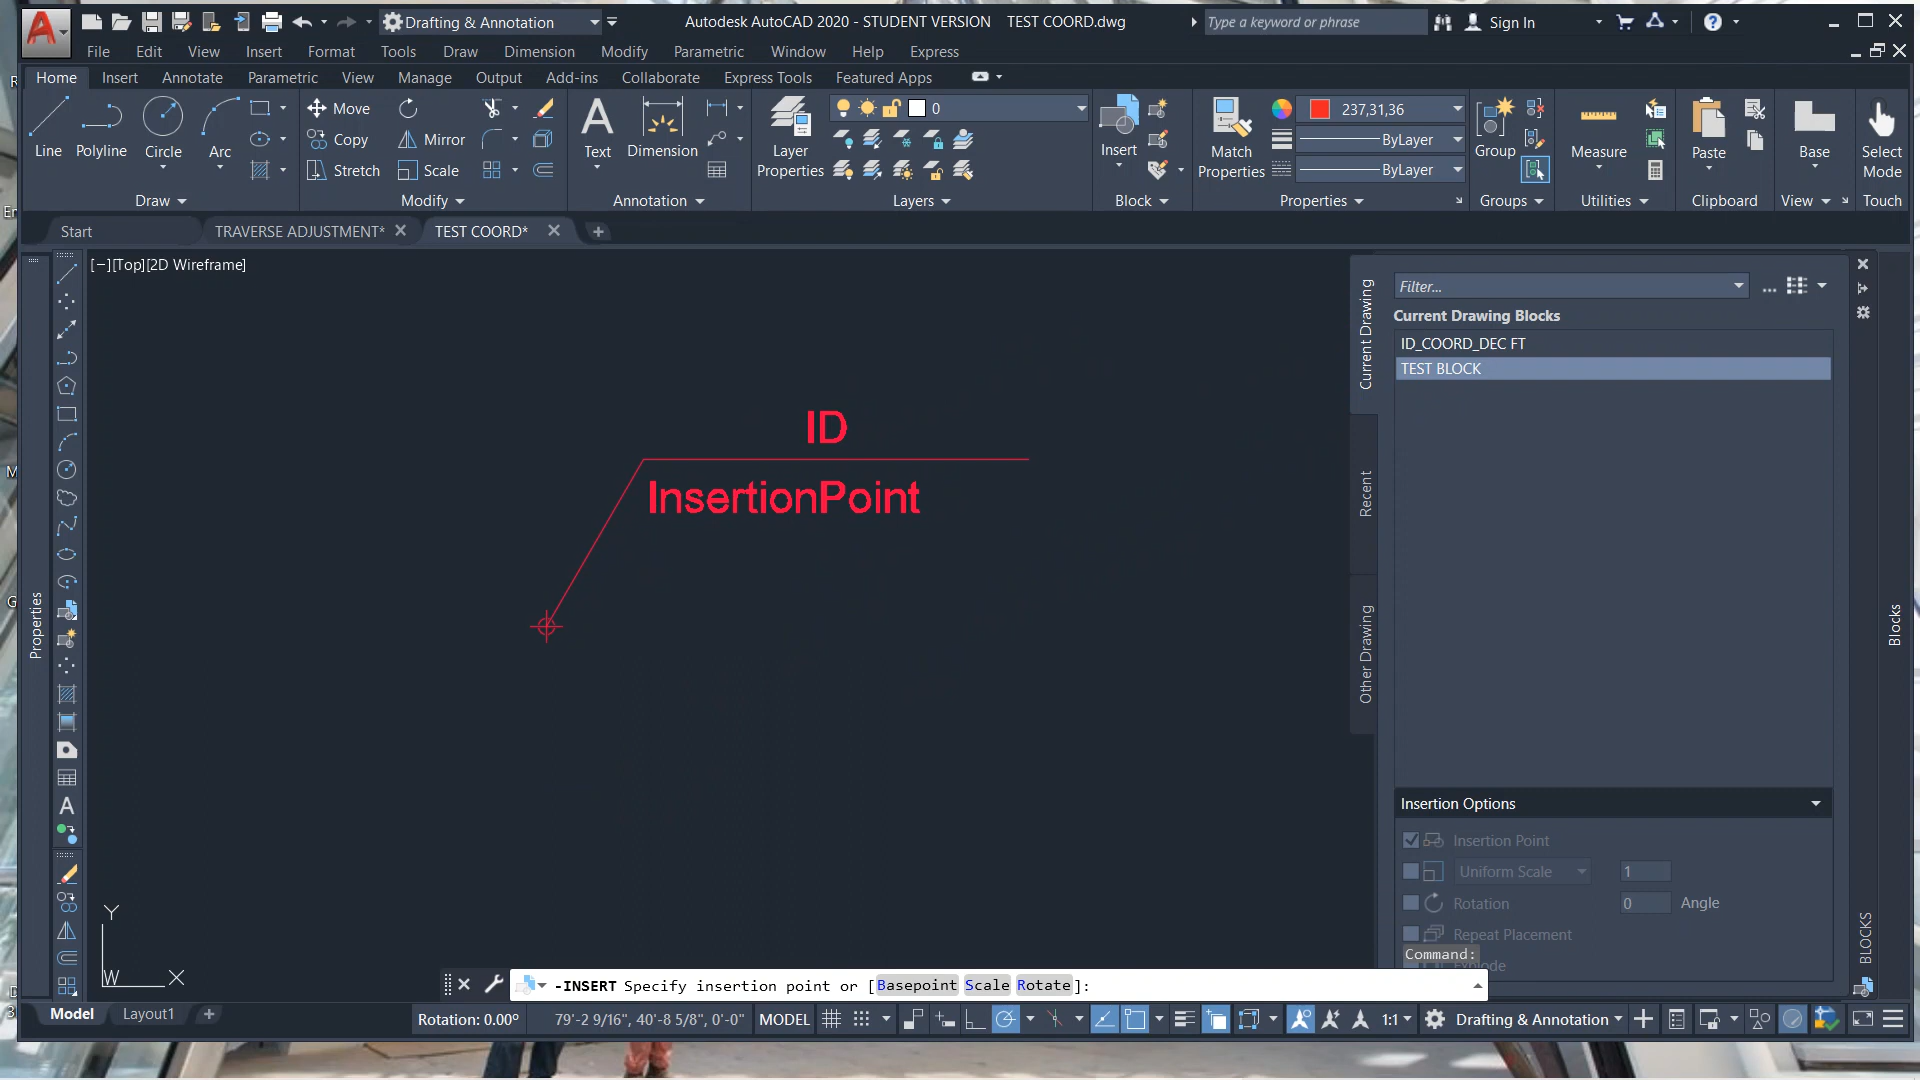 Drafting & Annotation
Autodesk AutoCAD 2020 - STUDENT VERSION TEST COORD.dwg
Type a keyword or phrase
Sign In
File Edit View Insert Format Tools Draw Dimension Modify Parametric Window Help Express
Home Insert Annotate Parametric View Manage Output Add-ins Collaborate Express Tools Featured Apps
Line Polyline Circle Arc
Move
Copy
Stretch
Mirror
Scale
Text Dimension
Layer Properties
0
Insert
Match Properties
237,31,36
ByLayer
ByLayer
Group
Measure
Paste
Base
Select Mode
Draw Modify Annotation Layers Block Properties Groups Utilities Clipboard View Touch
Start TRAVERSE ADJUSTMENT* TEST COORD*
[−][Top][2D Wireframe]
ID
InsertionPoint
Y
W X
Properties
Current Drawing
Recent
Other Drawing
Filter...
Current Drawing Blocks
ID_COORD_DEC FT
TEST BLOCK
Insertion Options
Insertion Point
Uniform Scale 1
Rotation 0 Angle
Repeat Placement
Explode
Command:
Blocks
BLOCKS
-INSERT Specify insertion point or [Basepoint Scale Rotate]:
Model Layout1
Rotation: 0.00° 79'-2 9/16", 40'-8 5/8", 0'-0" MODEL 1:1 Drafting & Annotation